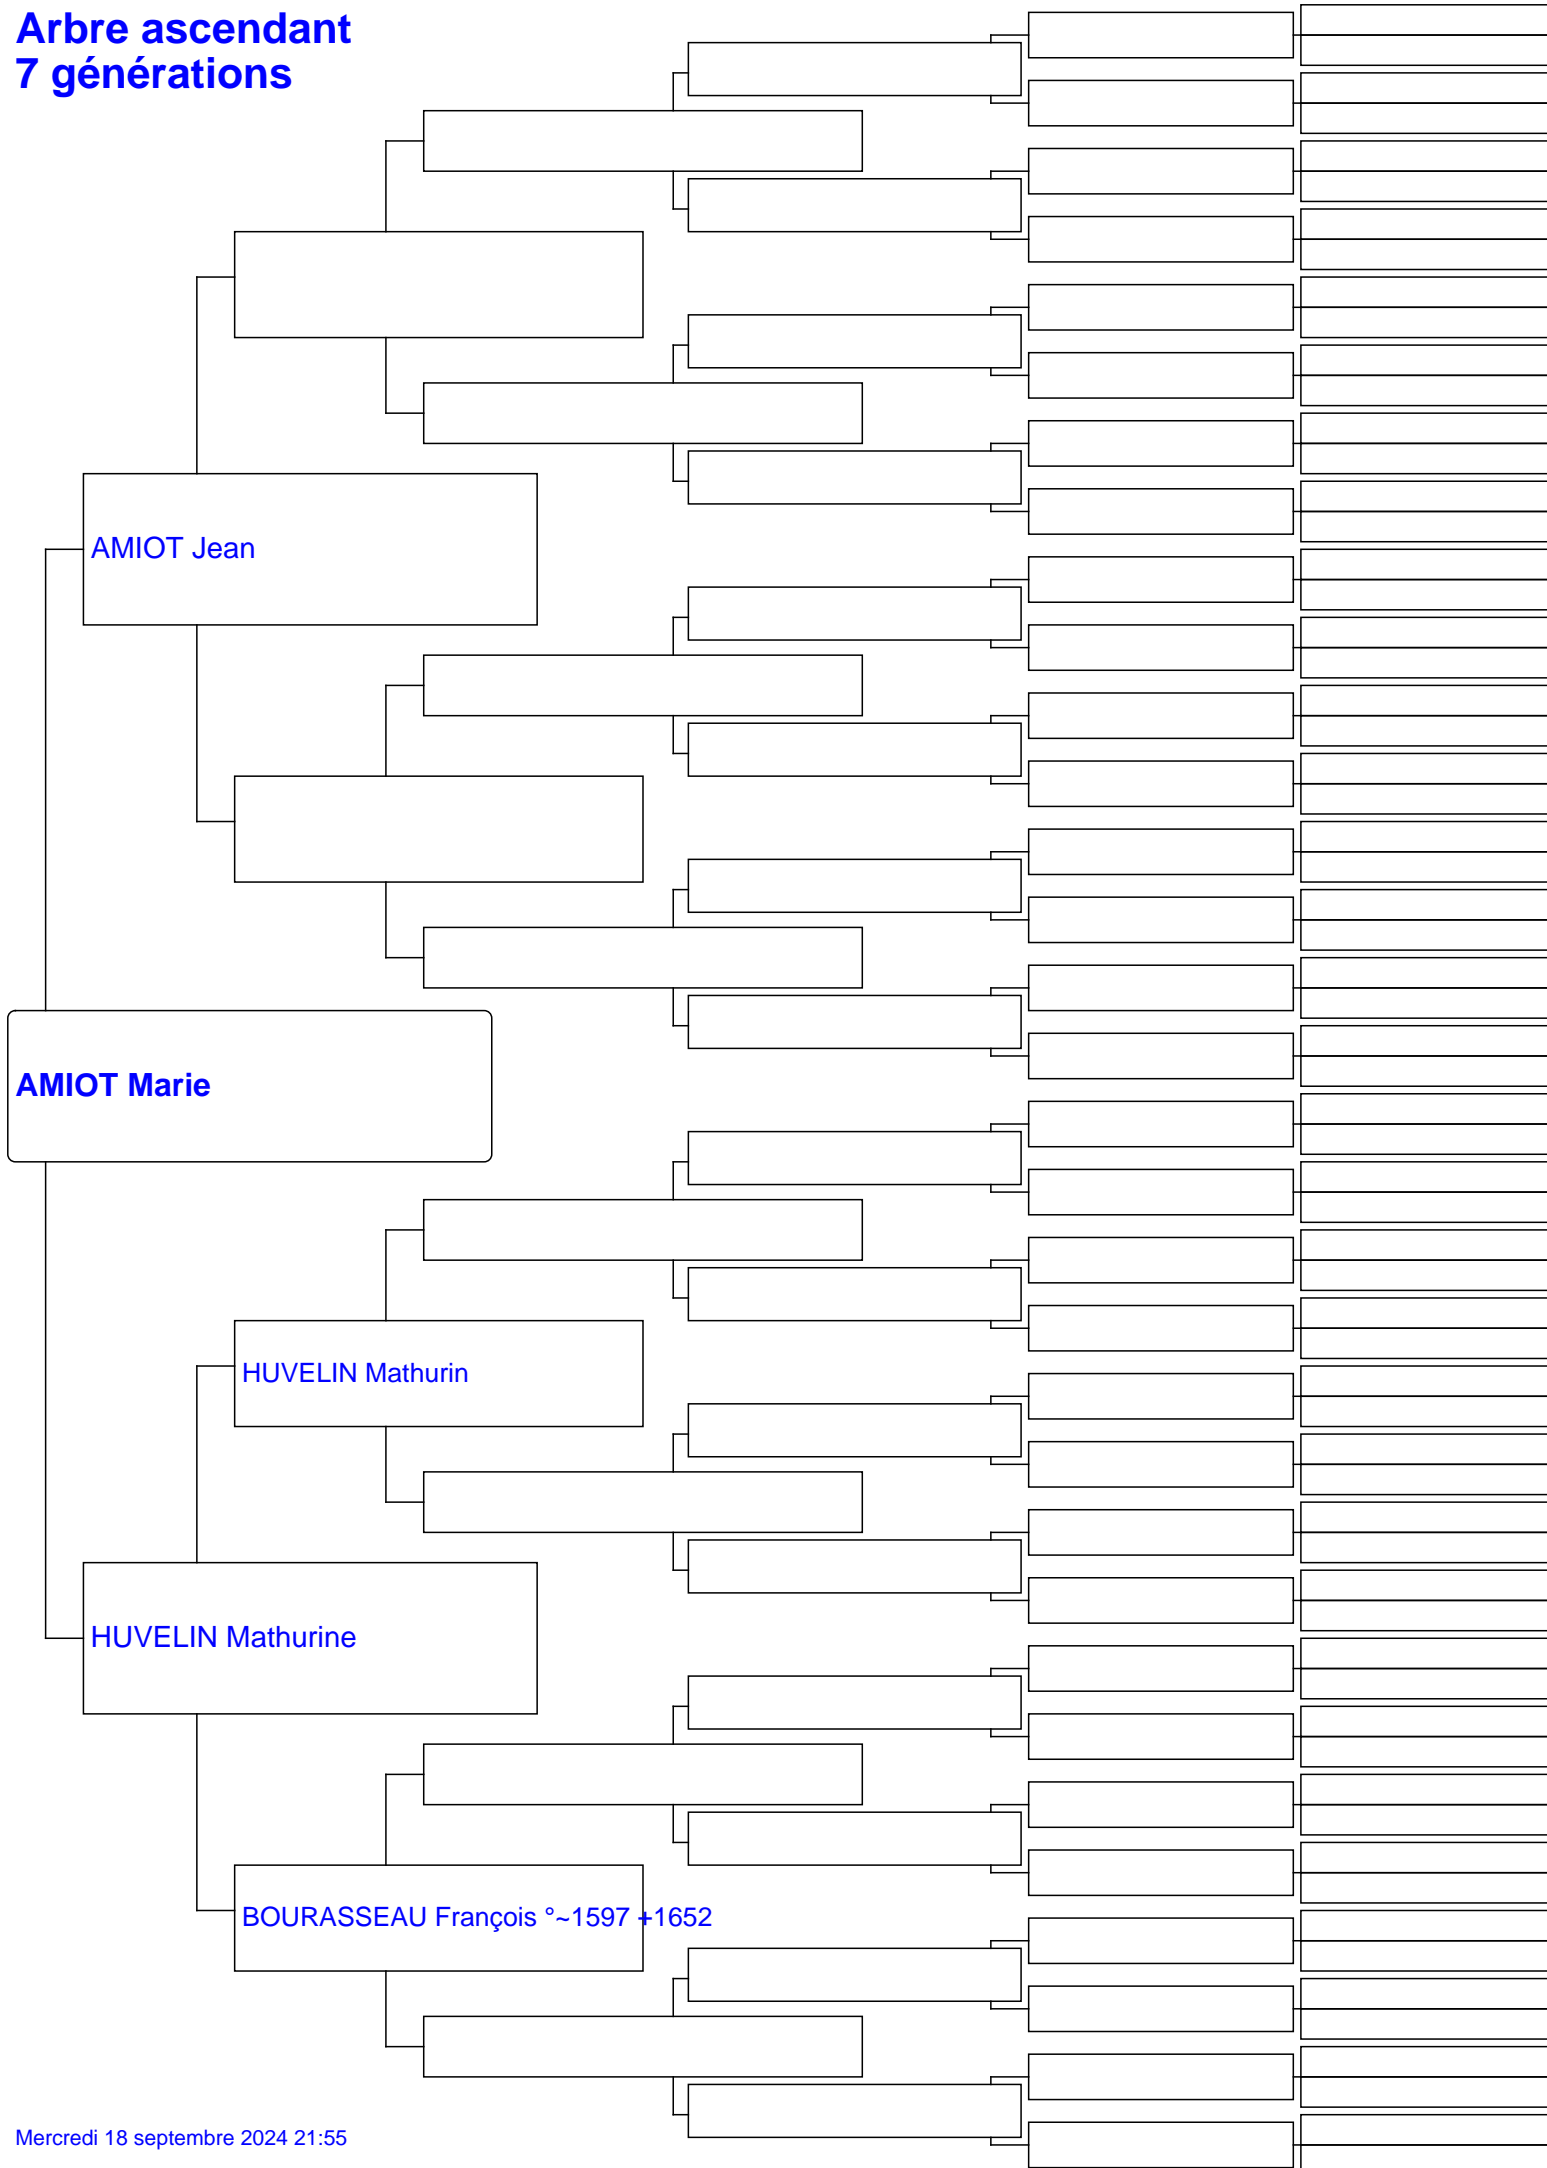 Arbre ascendant
7 générations
AMIOT Jean
AMIOT Marie
HUVELIN Mathurin
HUVELIN Mathurine
BOURASSEAU François °~1597 +1652
Mercredi 18 septembre 2024 21:55